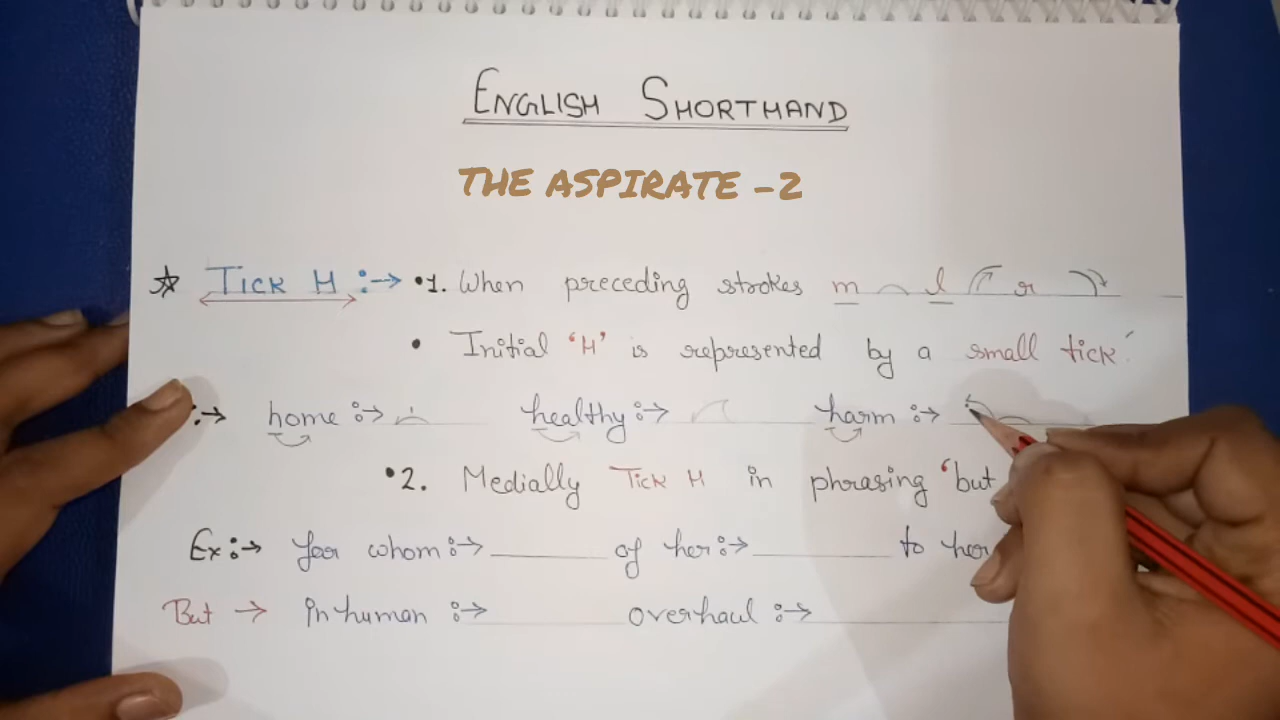 ENGLISH SHORTHAND
THE ASPIRATE -2
☆ TICK H :→ •1. When preceding strokes m l r
• Initial 'H' is represented by a small tick.
:→ home :→ healthy :→ harm :→
•2. Medially Tick H in phrasing 'but
Ex :→ for whom :→ of her :→ to her
But → inhuman :→ overhaul :→